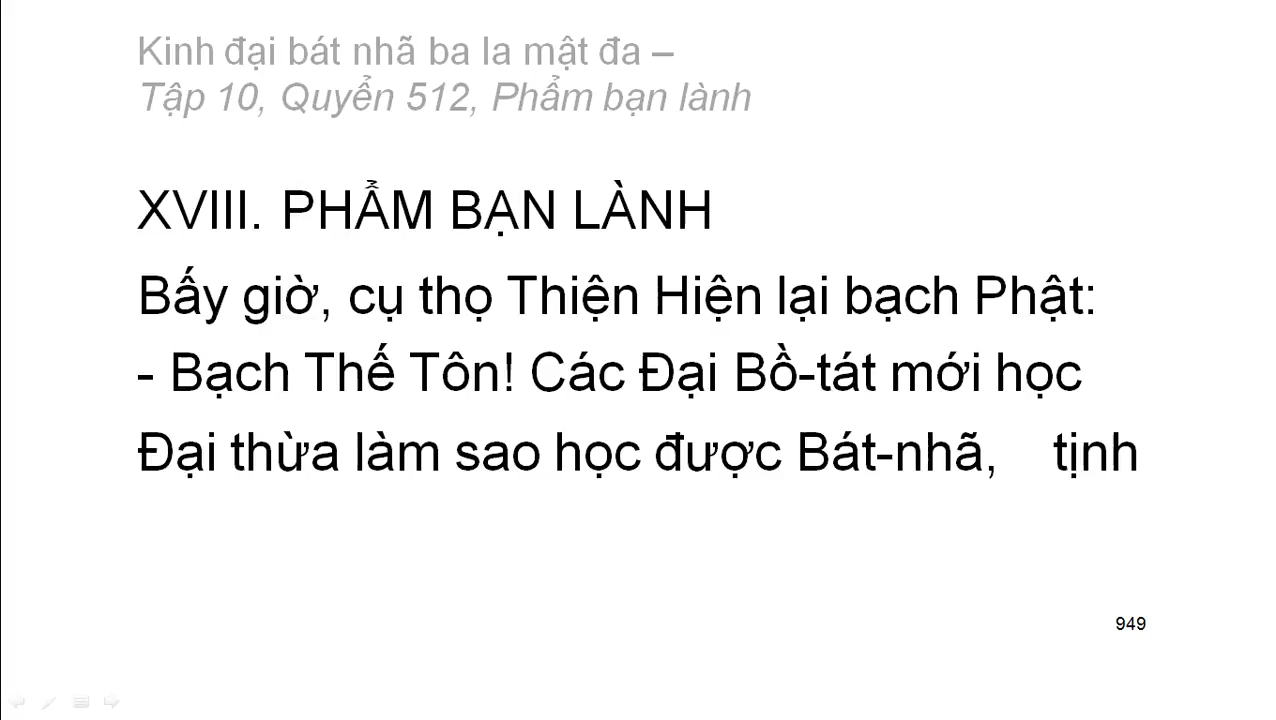 Kinh đại bát nhã ba la mật đa –
Tập 10, Quyển 512, Phẩm bạn lành
XVIII. PHẨM BẠN LÀNH
Bấy giờ, cụ thọ Thiện Hiện lại bạch Phật:
- Bạch Thế Tôn! Các Đại Bồ-tát mới học
Đại thừa làm sao học được Bát-nhã, tịnh
949